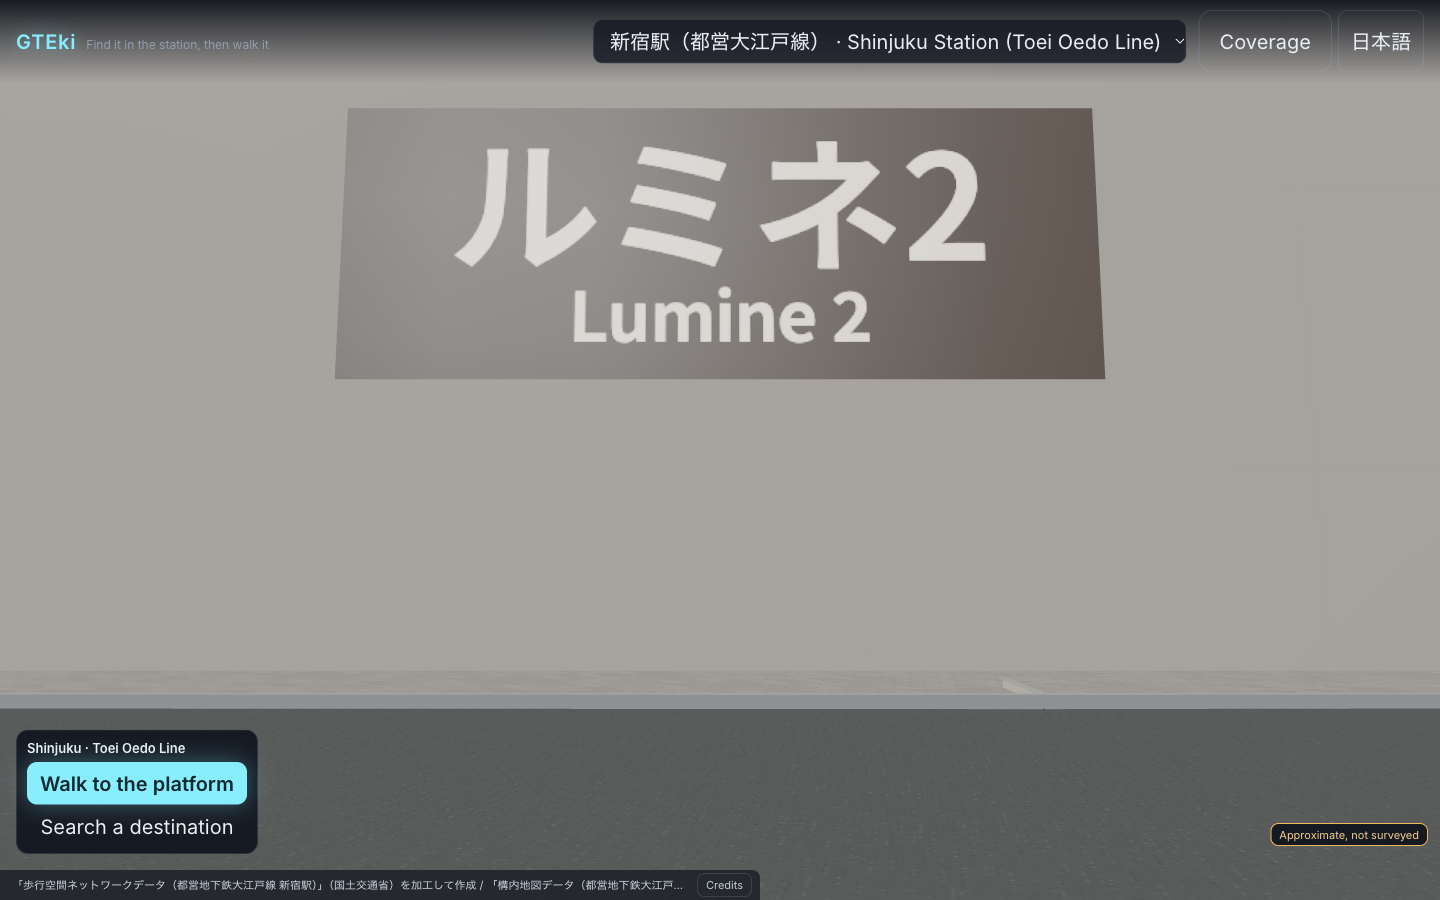 GTEki Find it in the station, then walk it
新宿駅（都営大江戸線） · Shinjuku Station (Toei Oedo Line)
Coverage
日本語
ルミネ2
Lumine 2
Shinjuku · Toei Oedo Line
Walk to the platform
Search a destination
Approximate, not surveyed
「歩行空間ネットワークデータ（都営地下鉄大江戸線 新宿駅）」（国土交通省）を加工して作成 / 「構内地図データ（都営地下鉄大江戸...
Credits